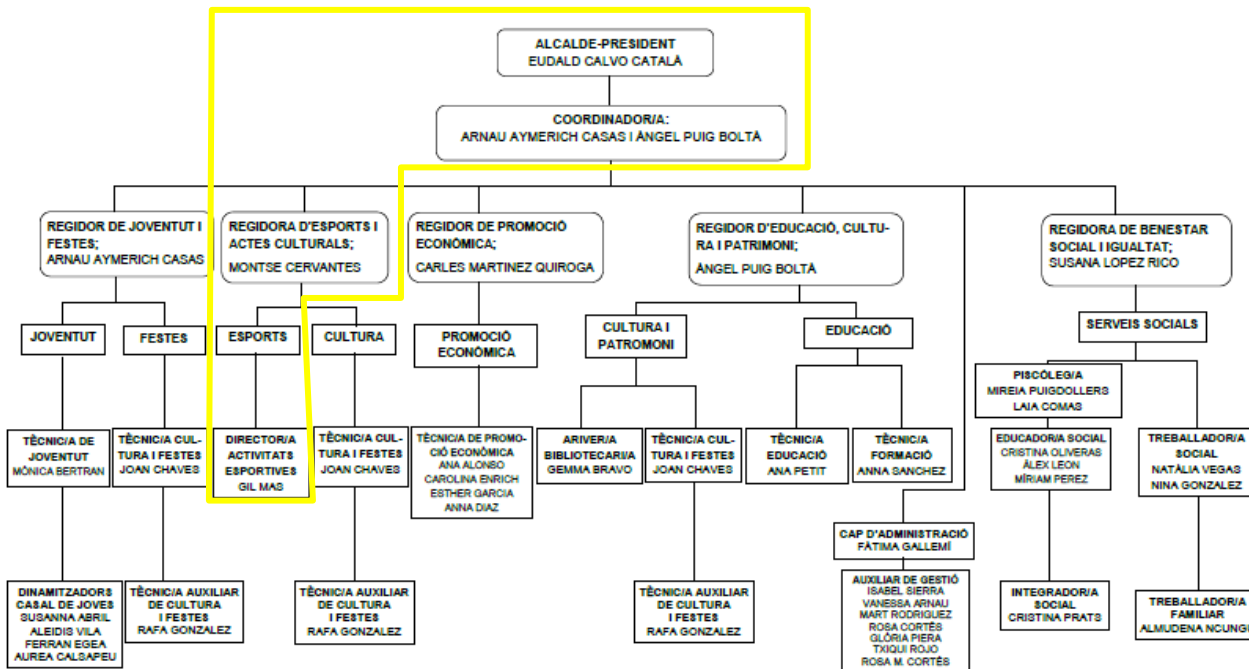 ALCALDE-PRESIDENT
EUDALD CALVO CATALÀ
COORDINADOR/A:
ARNAU AYMERICH CASAS I ÀNGEL PUIG BOLTÀ
REGIDOR DE JOVENTUT I
FESTES;
ARNAU AYMERICH CASAS
REGIDORA D'ESPORTS I
ACTES CULTURALS;
MONTSE CERVANTES
REGIDOR DE PROMOCIÓ
ECONÒMICA;
CARLES MARTINEZ QUIROGA
REGIDOR D'EDUCACIÓ, CULTU-
RA I PATRIMONI;
ÀNGEL PUIG BOLTÀ
REGIDORA DE BENESTAR
SOCIAL I IGUALTAT;
SUSANA LOPEZ RICO
JOVENTUT
FESTES
ESPORTS
CULTURA
PROMOCIÓ
ECONÒMICA
CULTURA I
PATROMONI
EDUCACIÓ
SERVEIS SOCIALS
PISCÒLEG/A
MIREIA PUIGDOLLERS
LAIA COMAS
TÈCNIC/A DE
JOVENTUT
MÒNICA BERTRAN
TÈCNIC/A CUL-
TURA I FESTES
JOAN CHAVES
DIRECTOR/A
ACTIVITATS
ESPORTIVES
GIL MAS
TÈCNIC/A CUL-
TURA I FESTES
JOAN CHAVES
TÈCNIC/A DE PROMO-
CIÓ ECONÒMICA
ANA ALONSO
CAROLINA ENRICH
ESTHER GARCIA
ANNA DIAZ
ARIVER/A
BIBLIOTECARI/A
GEMMA BRAVO
TÈCNIC/A CUL-
TURA I FESTES
JOAN CHAVES
TÈCNIC/A
EDUCACIÓ
ANA PETIT
TÈCNIC/A
FORMACIÓ
ANNA SANCHEZ
EDUCADOR/A SOCIAL
CRISTINA OLIVERAS
ÀLEX LEON
MÍRIAM PEREZ
TREBALLADOR/A
SOCIAL
NATÀLIA VEGAS
NINA GONZALEZ
CAP D'ADMINISTRACIÓ
FÀTIMA GALLEMÍ
DINAMITZADORS
CASAL DE JOVES
SUSANNA ABRIL
ALEIDIS VILA
FERRAN EGEA
AUREA CALSAPEU
TÈCNIC/A AUXILIAR
DE CULTURA
I FESTES
RAFA GONZALEZ
TÈCNIC/A AUXILIAR
DE CULTURA
I FESTES
RAFA GONZALEZ
TÈCNIC/A AUXILIAR
DE CULTURA
I FESTES
RAFA GONZALEZ
AUXILIAR DE GESTIÓ
ISABEL SIERRA
VANESSA ARNAU
MART RODRIGUEZ
ROSA CORTÉS
GLÒRIA PIERA
TXIQUI ROJO
ROSA M. CORTÉS
INTEGRADOR/A
SOCIAL
CRISTINA PRATS
TREBALLADOR/A
FAMILIAR
ALMUDENA NCUNGU